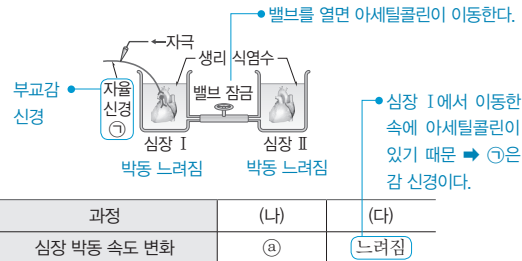 밸브를 열면 아세틸콜린이 이동한다.
자극
생리 식염수
부교감
신경
자율
신경
㉠
밸브 잠금
심장 Ⅰ
심장 Ⅱ
박동 느려짐
박동 느려짐
심장 Ⅰ에서 이동한
속에 아세틸콜린이
있기 때문 ➡ ㉠은
감 신경이다.
과정 (나) (다)
심장 박동 속도 변화 ⓐ 느려짐